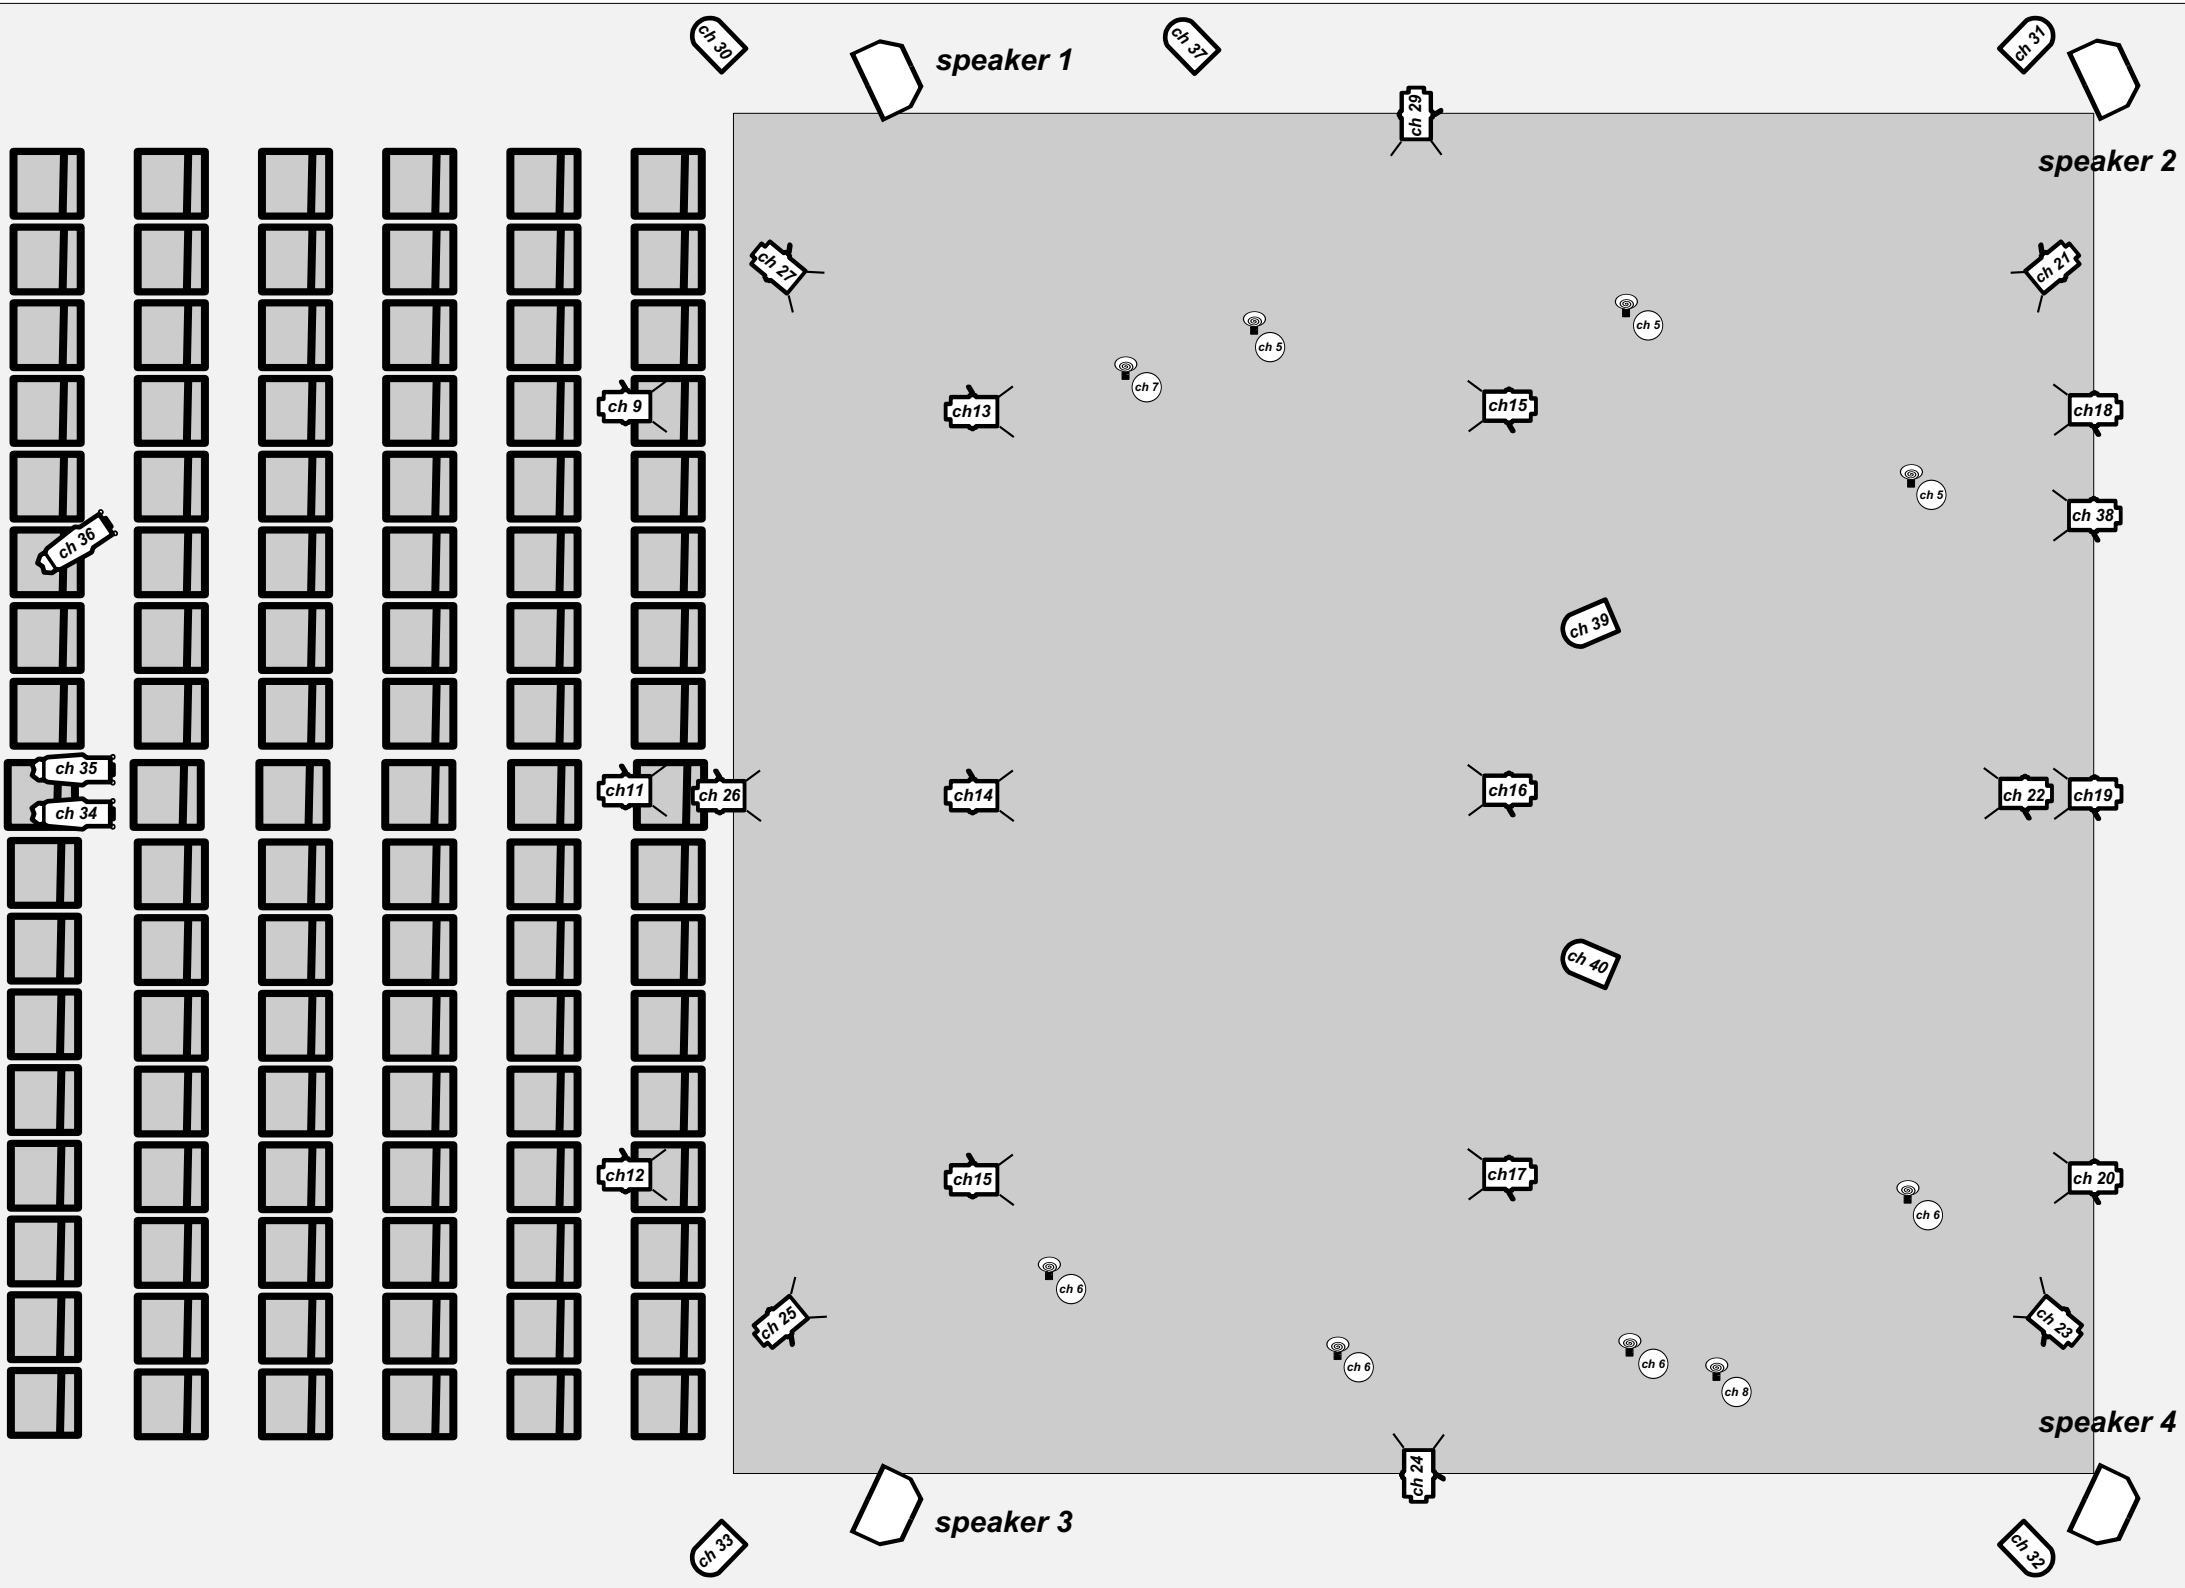 ch 30
speaker 1
ch 37
ch 31
ch 29
speaker 2
ch 27
ch 21
ch 5
ch 5
ch 7
ch 9
ch13
ch15
ch18
ch 5
ch 38
ch 36
ch 39
ch 35
ch 34
ch11
ch 26
ch14
ch16
ch 22
ch19
ch 40
ch12
ch15
ch17
ch 20
ch 6
ch 6
ch 25
ch 23
ch 6
ch 6
ch 8
speaker 4
ch 24
speaker 3
ch 33
ch 32